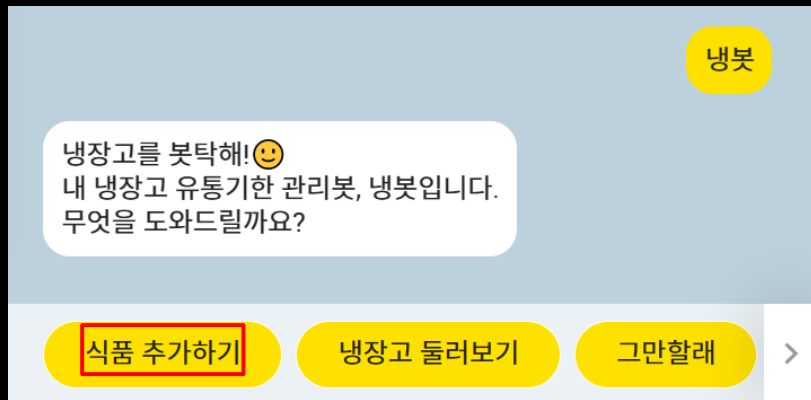 냉봇
냉장고를 봇탁해!🙂
내 냉장고 유통기한 관리봇, 냉봇입니다.
무엇을 도와드릴까요?
식품 추가하기 냉장고 둘러보기 그만할래